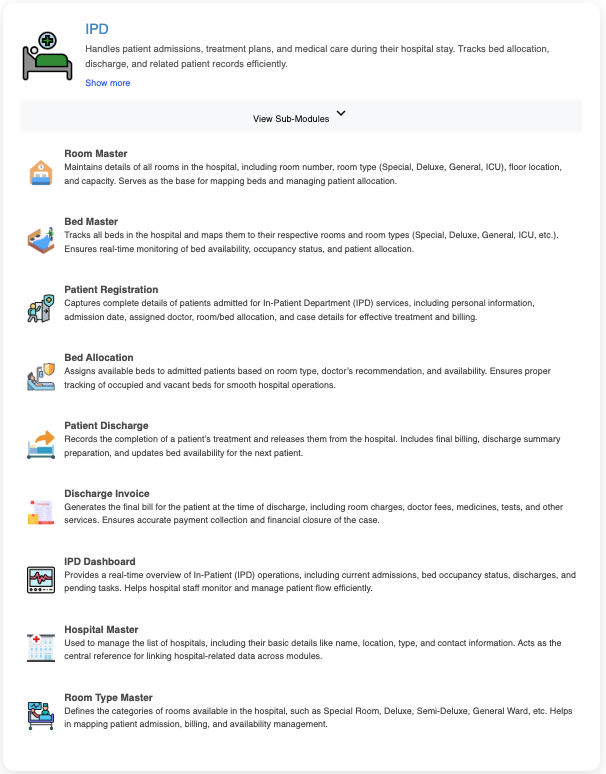 IPD
Handles patient admissions, treatment plans, and medical care during their hospital stay. Tracks bed allocation,
discharge, and related patient records efficiently.
Show more
View Sub-Modules
Room Master
Maintains details of all rooms in the hospital, including room number, room type (Special, Deluxe, General, ICU), floor location,
and capacity. Serves as the base for mapping beds and managing patient allocation.
Bed Master
Tracks all beds in the hospital and maps them to their respective rooms and room types (Special, Deluxe, General, ICU, etc.).
Ensures real-time monitoring of bed availability, occupancy status, and patient allocation.
Patient Registration
Captures complete details of patients admitted for In-Patient Department (IPD) services, including personal information,
admission date, assigned doctor, room/bed allocation, and case details for effective treatment and billing.
Bed Allocation
Assigns available beds to admitted patients based on room type, doctor's recommendation, and availability. Ensures proper
tracking of occupied and vacant beds for smooth hospital operations.
Patient Discharge
Records the completion of a patient's treatment and releases them from the hospital. Includes final billing, discharge summary
preparation, and updates bed availability for the next patient.
Discharge Invoice
Generates the final bill for the patient at the time of discharge, including room charges, doctor fees, medicines, tests, and other
services. Ensures accurate payment collection and financial closure of the case.
IPD Dashboard
Provides a real-time overview of In-Patient (IPD) operations, including current admissions, bed occupancy status, discharges, and
pending tasks. Helps hospital staff monitor and manage patient flow efficiently.
Hospital Master
Used to manage the list of hospitals, including their basic details like name, location, type, and contact information. Acts as the
central reference for linking hospital-related data across modules.
Room Type Master
Defines the categories of rooms available in the hospital, such as Special Room, Deluxe, Semi-Deluxe, General Ward, etc. Helps
in mapping patient admission, billing, and availability management.